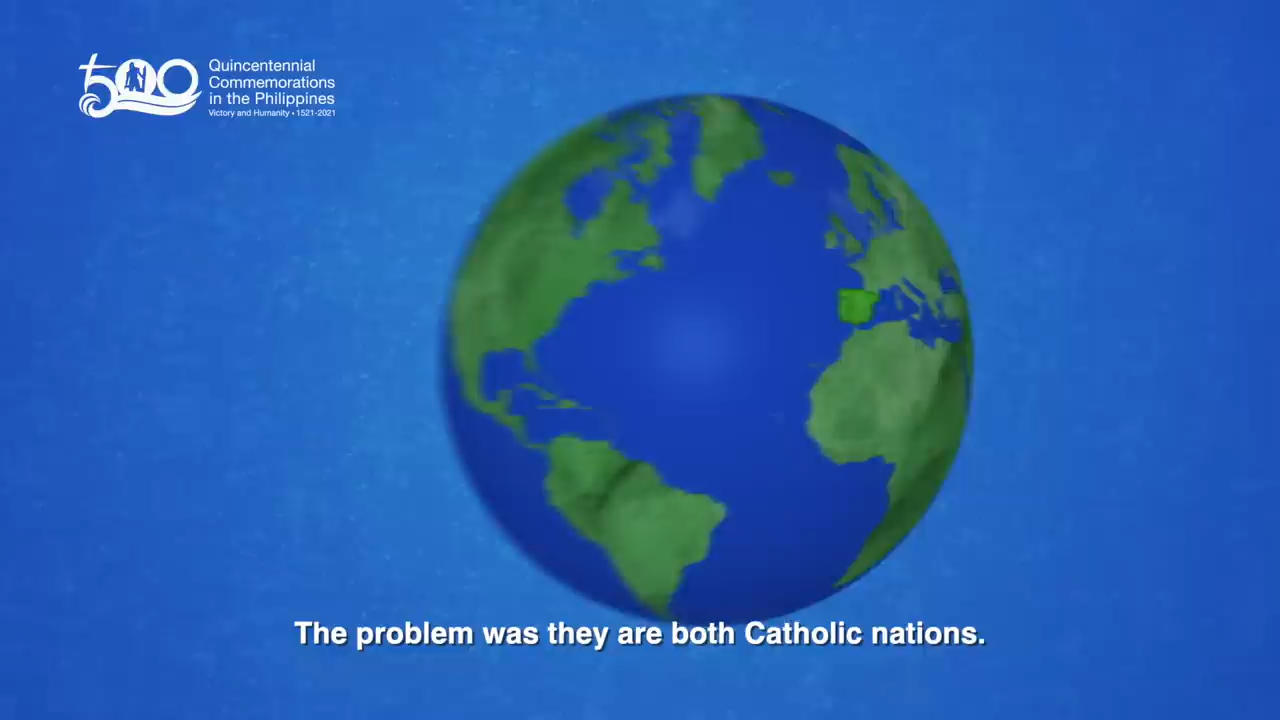 500
Quincentennial
Commemorations
in the Philippines
Victory and Humanity • 1521-2021
The problem was they are both Catholic nations.